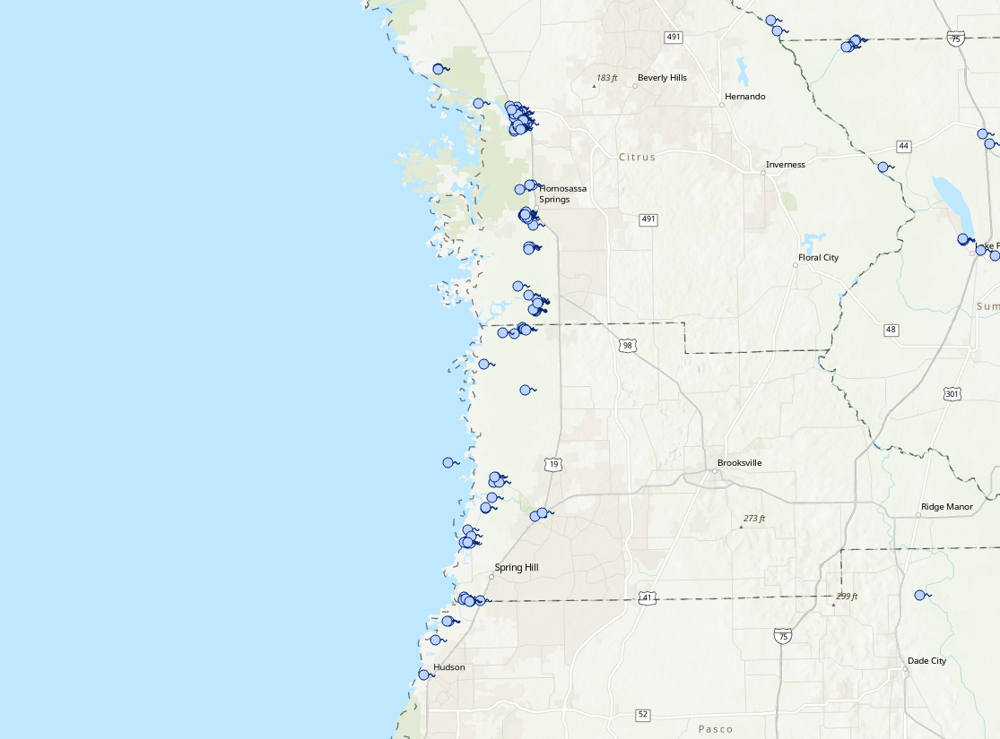 491
75
183 ft
Beverly Hills
Hernando
44
Citrus
Inverness
Homosassa
Springs
491
Lake P
Floral City
Sum
48
98
301
19
Brooksville
Ridge Manor
273 ft
Spring Hill
41
299 ft
75
Hudson
Dade City
52
Pasco